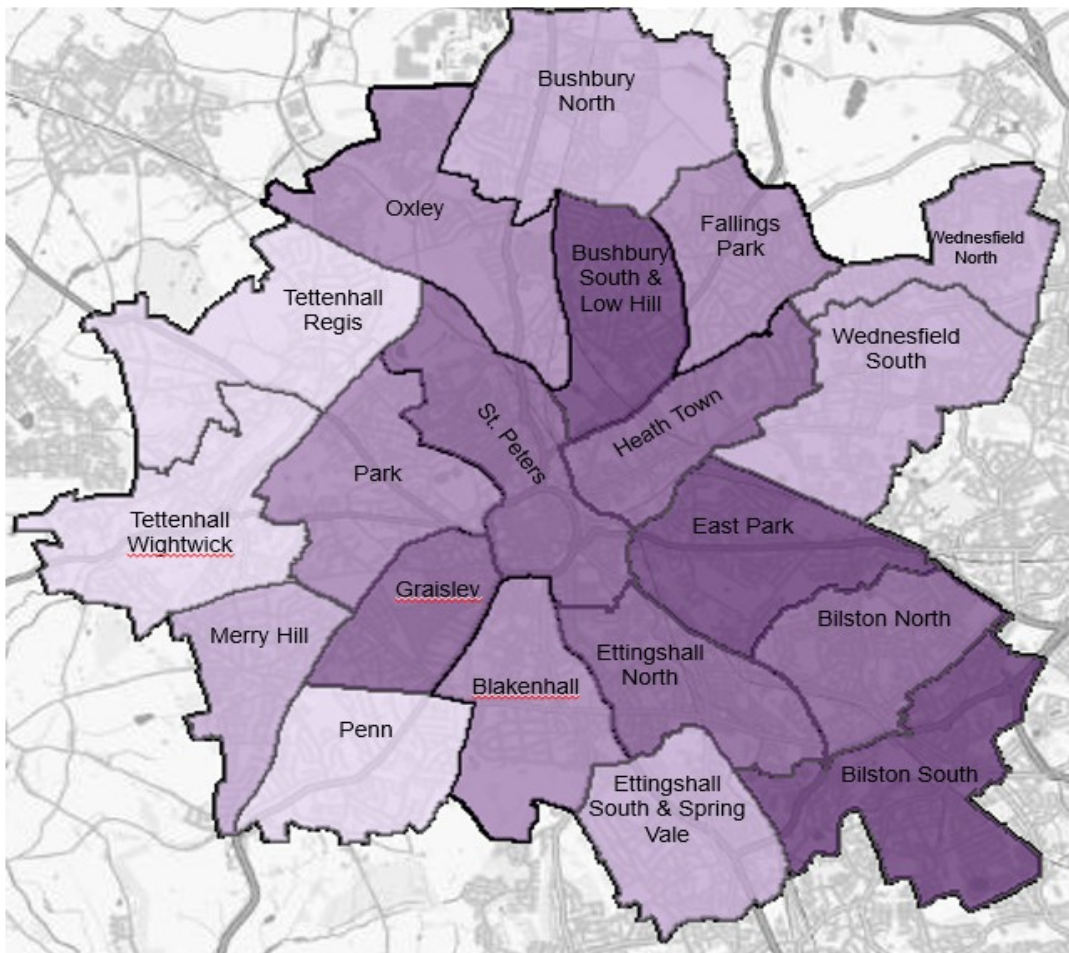 Bushbury
North
Oxley
Fallings
Park
Bushbury
South &
Low Hill
Wednesfield
North
Tettenhall
Regis
Wednesfield
South
St. Peters
Heath Town
Park
Tettenhall
Wightwick
East Park
Graisley
Merry Hill
Bilston North
Ettingshall
North
Blakenhall
Penn
Ettingshall
South & Spring
Vale
Bilston South